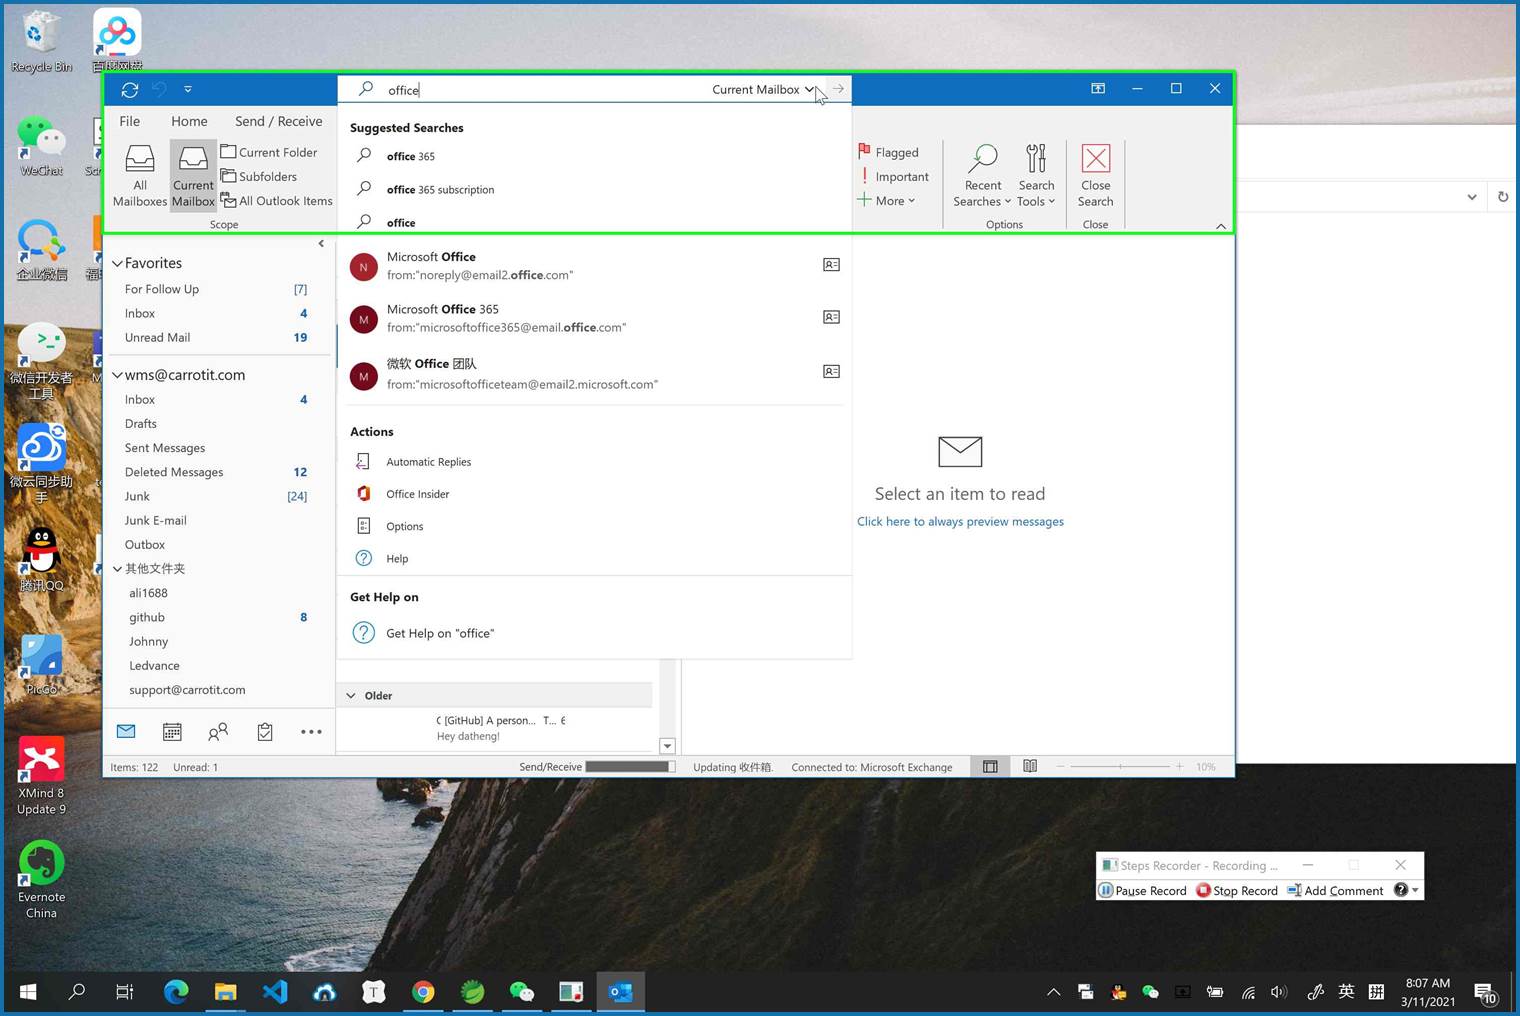 Recycle Bin
百度网盘
WeChat
企业微信
微信开发者
工具
微云同步助
手
腾讯QQ
PicGo
XMind 8
Update 9
Evernote
China
office
Current Mailbox
File
Home
Send / Receive
All
Mailboxes
Current
Mailbox
Current Folder
Subfolders
All Outlook Items
Scope
Suggested Searches
office 365
office 365 subscription
office
Flagged
Important
More
Recent
Searches
Search
Tools
Options
Close
Search
Close
N
Microsoft Office
from:"noreply@email2.office.com"
M
Microsoft Office 365
from:"microsoftoffice365@email.office.com"
M
微软 Office 团队
from:"microsoftofficeteam@email2.microsoft.com"
Actions
Automatic Replies
Office Insider
Options
Help
Get Help on
Get Help on "office"
Favorites
For Follow Up [7]
Inbox 4
Unread Mail 19
wms@carrotit.com
Inbox 4
Drafts
Sent Messages
Deleted Messages 12
Junk [24]
Junk E-mail
Outbox
其他文件夹
ali1688
github 8
Johnny
Ledvance
support@carrotit.com
Older
[GitHub] A person... T... 6
Hey datheng!
Select an item to read
Click here to always preview messages
Items: 122 Unread: 1
Send/Receive
Updating 收件箱.
Connected to: Microsoft Exchange
10%
Steps Recorder - Recording ...
Pause Record
Stop Record
Add Comment
英
拼
8:07 AM
3/11/2021
10